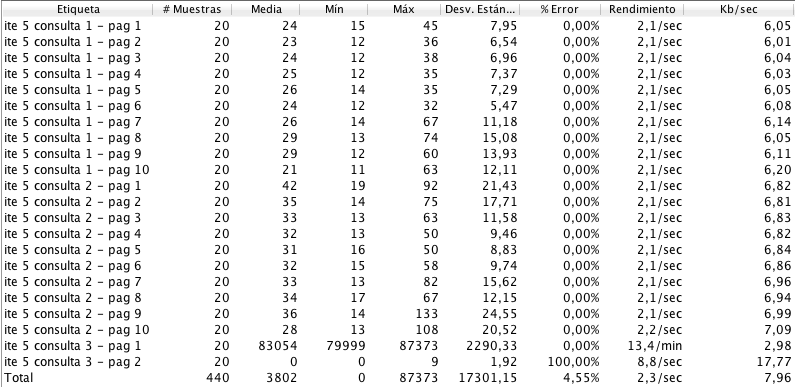 Etiqueta # Muestras Media Mín Máx Desv. Están... % Error Rendimiento Kb/sec
ite 5 consulta 1 - pag 1 20 24 15 45 7,95 0,00% 2,1/sec 6,05
ite 5 consulta 1 - pag 2 20 23 12 36 6,54 0,00% 2,1/sec 6,01
ite 5 consulta 1 - pag 3 20 24 12 38 6,96 0,00% 2,1/sec 6,04
ite 5 consulta 1 - pag 4 20 25 12 35 7,37 0,00% 2,1/sec 6,03
ite 5 consulta 1 - pag 5 20 26 14 35 7,29 0,00% 2,1/sec 6,05
ite 5 consulta 1 - pag 6 20 24 12 32 5,47 0,00% 2,1/sec 6,08
ite 5 consulta 1 - pag 7 20 26 14 67 11,18 0,00% 2,1/sec 6,14
ite 5 consulta 1 - pag 8 20 29 13 74 15,08 0,00% 2,1/sec 6,05
ite 5 consulta 1 - pag 9 20 29 12 60 13,93 0,00% 2,1/sec 6,11
ite 5 consulta 1 - pag 10 20 21 11 63 12,11 0,00% 2,1/sec 6,20
ite 5 consulta 2 - pag 1 20 42 19 92 21,43 0,00% 2,1/sec 6,82
ite 5 consulta 2 - pag 2 20 35 14 75 17,71 0,00% 2,1/sec 6,81
ite 5 consulta 2 - pag 3 20 33 13 63 11,58 0,00% 2,1/sec 6,83
ite 5 consulta 2 - pag 4 20 32 13 50 9,46 0,00% 2,1/sec 6,82
ite 5 consulta 2 - pag 5 20 31 16 50 8,83 0,00% 2,1/sec 6,84
ite 5 consulta 2 - pag 6 20 32 15 58 9,74 0,00% 2,1/sec 6,86
ite 5 consulta 2 - pag 7 20 33 13 82 15,62 0,00% 2,1/sec 6,96
ite 5 consulta 2 - pag 8 20 34 17 67 12,15 0,00% 2,1/sec 6,94
ite 5 consulta 2 - pag 9 20 36 14 133 24,55 0,00% 2,1/sec 6,99
ite 5 consulta 2 - pag 10 20 28 13 108 20,52 0,00% 2,2/sec 7,09
ite 5 consulta 3 - pag 1 20 83054 79999 87373 2290,33 0,00% 13,4/min 2,98
ite 5 consulta 3 - pag 2 20 0 0 9 1,92 100,00% 8,8/sec 17,77
Total 440 3802 0 87373 17301,15 4,55% 2,3/sec 7,96